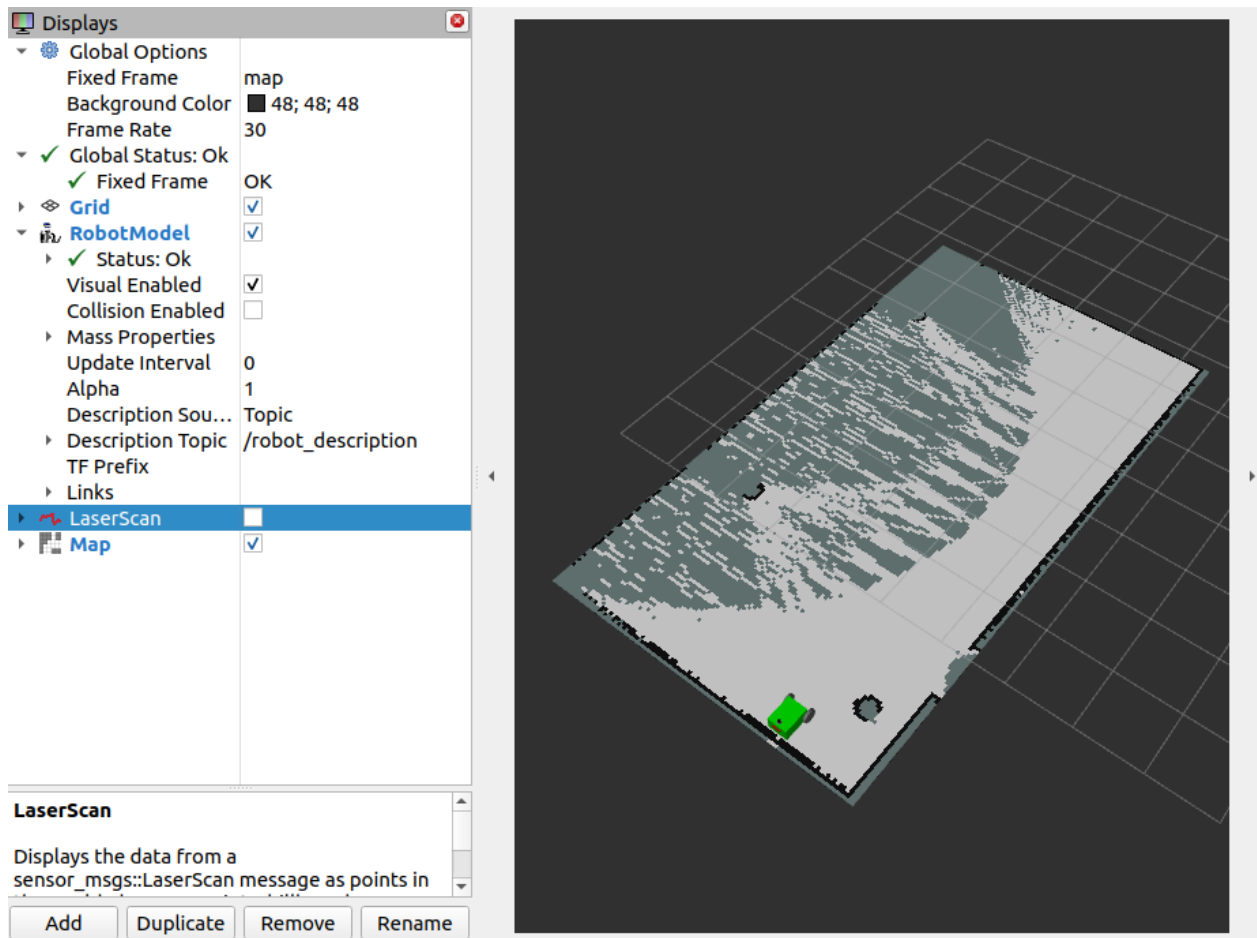 Displays
Global Options
Fixed Frame map
Background Color 48; 48; 48
Frame Rate 30
Global Status: Ok
Fixed Frame OK
Grid
RobotModel
Status: Ok
Visual Enabled
Collision Enabled
Mass Properties
Update Interval 0
Alpha 1
Description Sou... Topic
Description Topic /robot_description
TF Prefix
Links
LaserScan
Map
LaserScan
Displays the data from a
sensor_msgs::LaserScan message as points in
Add Duplicate Remove Rename